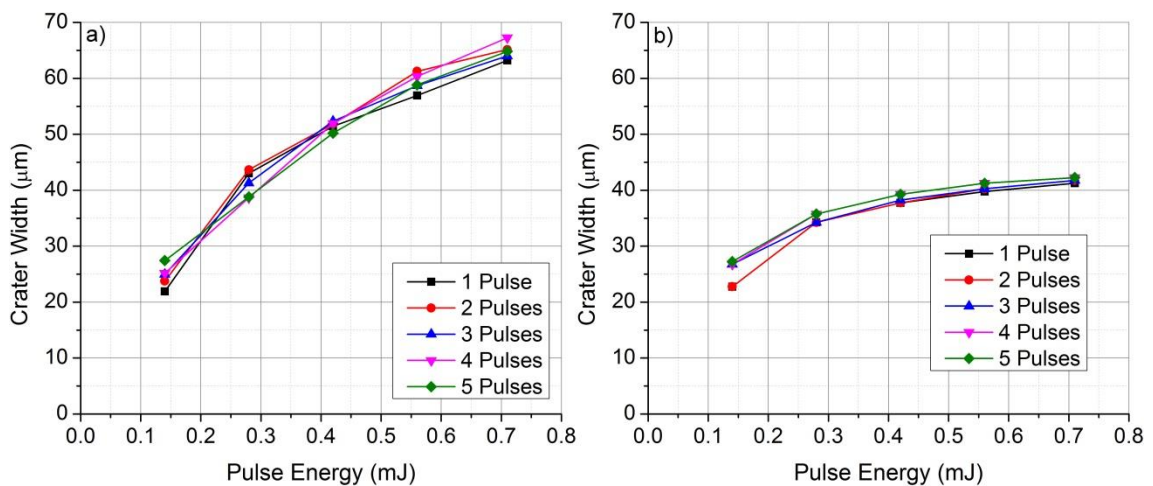 a)
Crater Width (μm)
70
60
50
40
30
20
10
0
0.0 0.1 0.2 0.3 0.4 0.5 0.6 0.7 0.8
Pulse Energy (mJ)
1 Pulse
2 Pulses
3 Pulses
4 Pulses
5 Pulses
b)
Crater Width (μm)
70
60
50
40
30
20
10
0
0.0 0.1 0.2 0.3 0.4 0.5 0.6 0.7 0.8
Pulse Energy (mJ)
1 Pulse
2 Pulses
3 Pulses
4 Pulses
5 Pulses